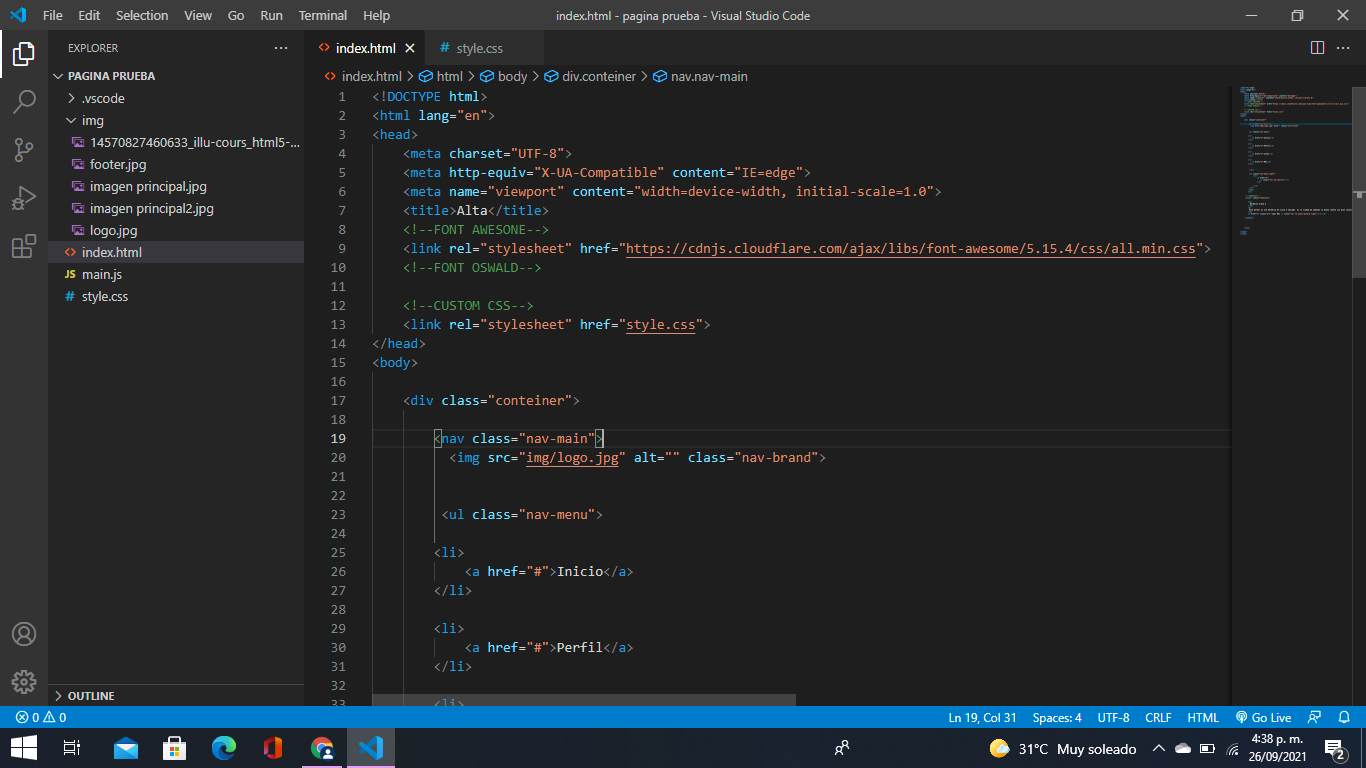 File Edit Selection View Go Run Terminal Help
index.html - pagina prueba - Visual Studio Code
EXPLORER
PAGINA PRUEBA
.vscode
img
14570827460633_illu-cours_html5-...
footer.jpg
imagen principal.jpg
imagen principal2.jpg
logo.jpg
index.html
JS main.js
# style.css
OUTLINE
index.html
# style.css
index.html > html > body > div.conteiner > nav.nav-main
1 <!DOCTYPE html>
2 <html lang="en">
3 <head>
4 <meta charset="UTF-8">
5 <meta http-equiv="X-UA-Compatible" content="IE=edge">
6 <meta name="viewport" content="width=device-width, initial-scale=1.0">
7 <title>Alta</title>
8 <!--FONT AWESONE-->
9 <link rel="stylesheet" href="https://cdnjs.cloudflare.com/ajax/libs/font-awesome/5.15.4/css/all.min.css">
10 <!--FONT OSWALD-->
11
12 <!--CUSTOM CSS-->
13 <link rel="stylesheet" href="style.css">
14 </head>
15 <body>
16
17 <div class="conteiner">
18
19 <nav class="nav-main">
20 <img src="img/logo.jpg" alt="" class="nav-brand">
21
22
23 <ul class="nav-menu">
24
25 <li>
26 <a href="#">Inicio</a>
27 </li>
28
29 <li>
30 <a href="#">Perfil</a>
31 </li>
32
33 <li>
0 0
Ln 19, Col 31 Spaces: 4 UTF-8 CRLF HTML Go Live
31°C Muy soleado
4:38 p. m.
26/09/2021
2